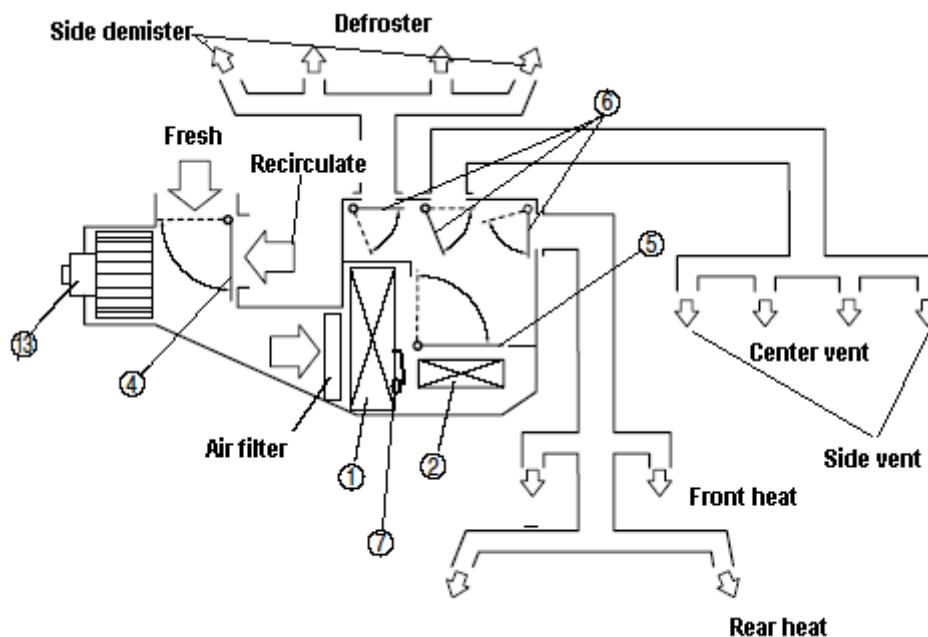 Side demister
Defroster
⑥
Fresh
Recirculate
⑤
⑬
④
Center vent
Air filter
①
②
Side vent
⑦
Front heat
Rear heat